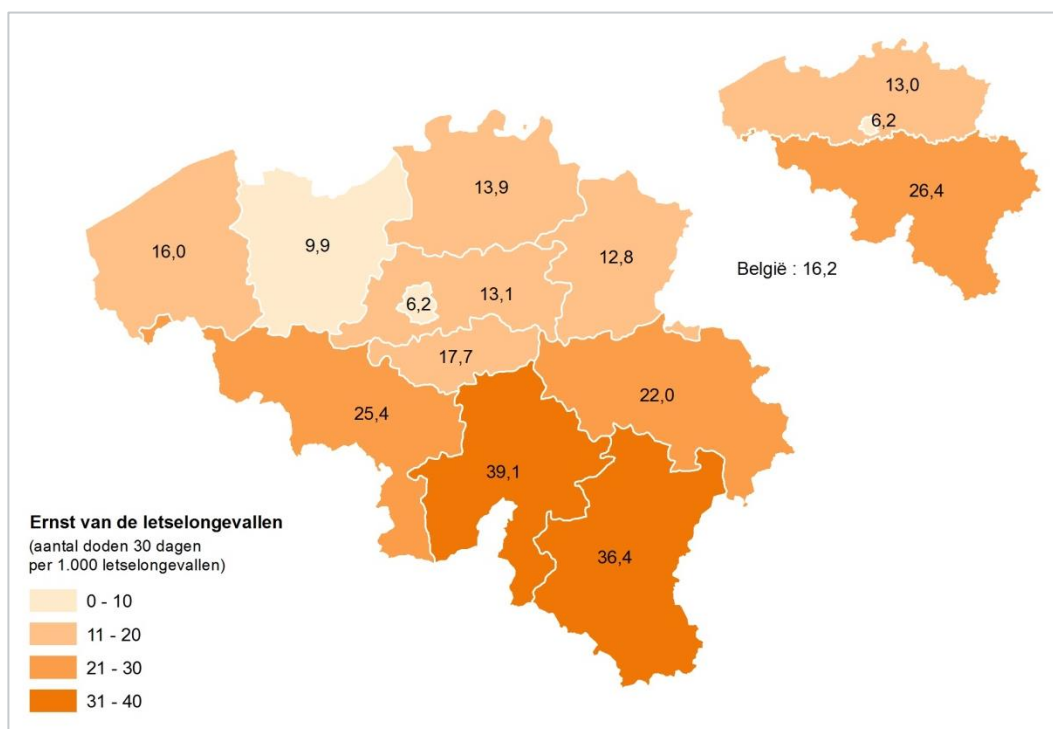 13,0
6,2
26,4
België : 16,2
13,9
16,0
9,9
12,8
6,2
13,1
17,7
25,4
22,0
39,1
36,4
Ernst van de letselongevallen
(aantal doden 30 dagen
per 1.000 letselongevallen)
0 - 10
11 - 20
21 - 30
31 - 40